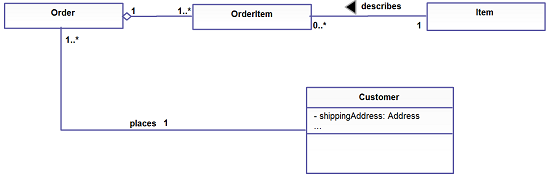 Order
1
1..*
OrderItem
describes
0..*
1
Item
1..*
places 1
Customer
- shippingAddress: Address
...